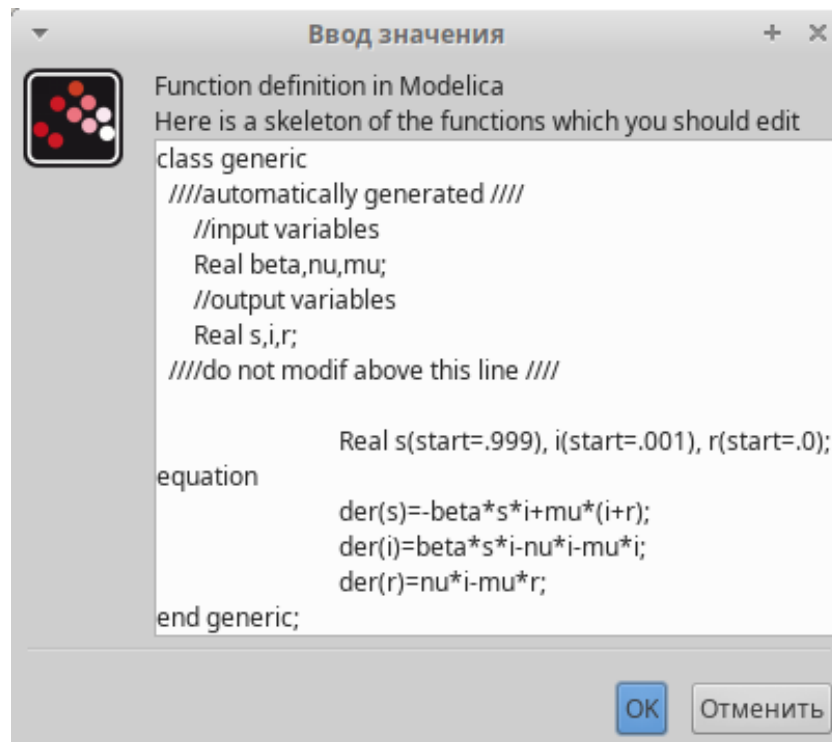 Ввод значения
Function definition in Modelica
Here is a skeleton of the functions which you should edit
class generic
////automatically generated ////
//input variables
Real beta,nu,mu;
//output variables
Real s,i,r;
////do not modif above this line ////
Real s(start=.999), i(start=.001), r(start=.0);
equation
der(s)=-beta*s*i+mu*(i+r);
der(i)=beta*s*i-nu*i-mu*i;
der(r)=nu*i-mu*r;
end generic;
OK Отменить